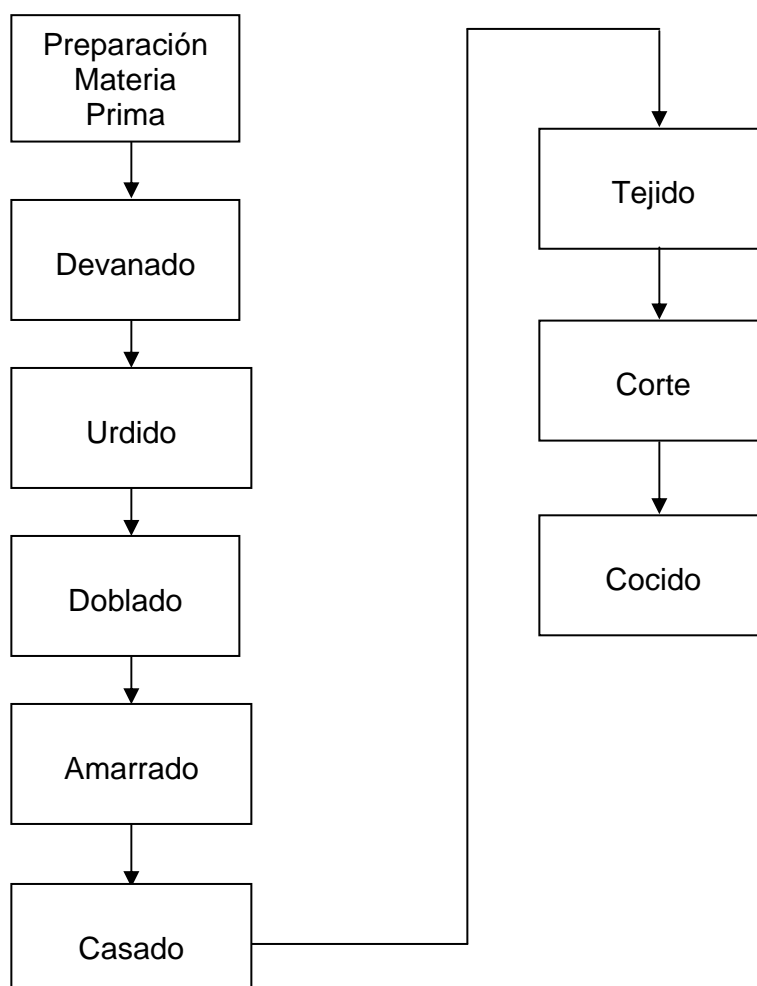 Preparación
Materia
Prima
Devanado
Urdido
Doblado
Amarrado
Casado
Tejido
Corte
Cocido